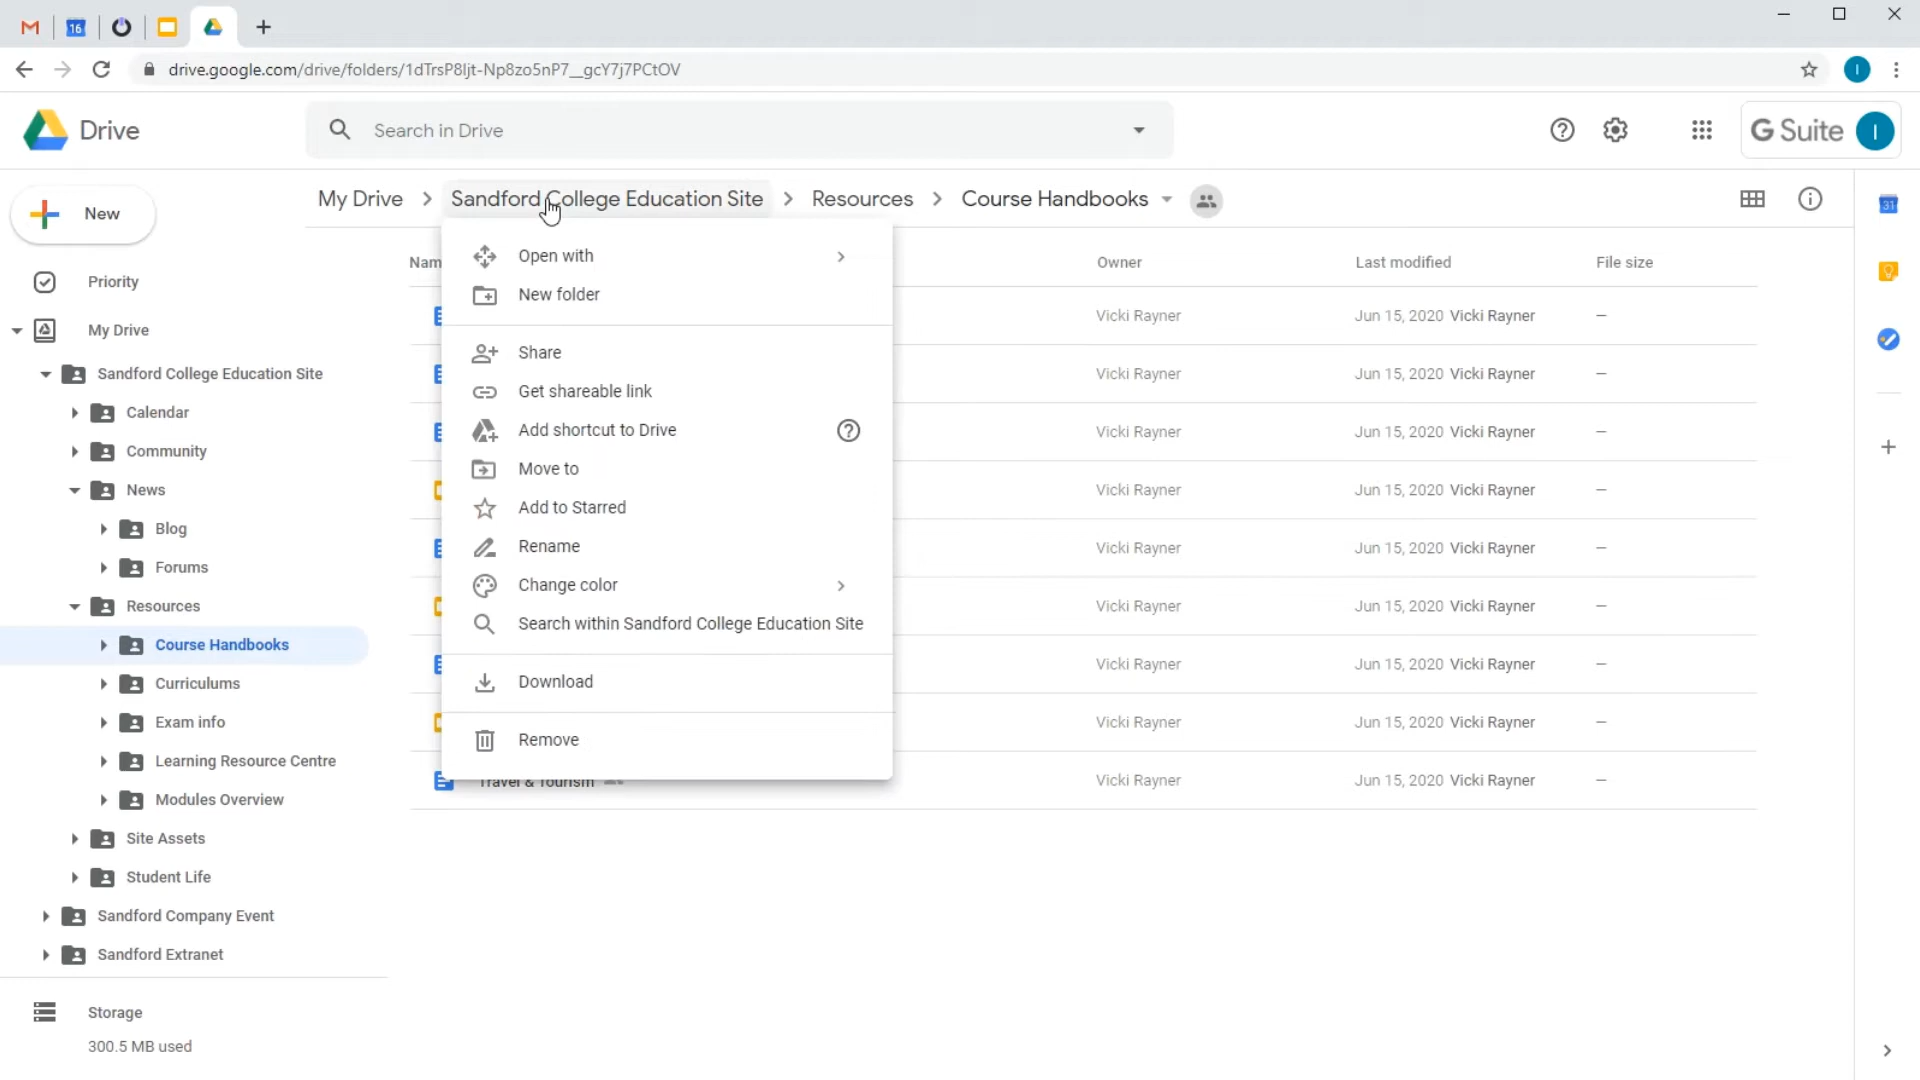 16
drive.google.com/drive/folders/1dTrsP8Ijt-Np8zo5nP7__gcY7j7PCtOV
I
Drive
Search in Drive
G Suite
I
New
My Drive
Sandford College Education Site
Resources
Course Handbooks
31
Open with
New folder
Share
Get shareable link
Add shortcut to Drive
Move to
Add to Starred
Rename
Change color
Search within Sandford College Education Site
Download
Remove
Nam
Owner
Last modified
File size
Vicki Rayner Jun 15, 2020 Vicki Rayner –
Vicki Rayner Jun 15, 2020 Vicki Rayner –
Vicki Rayner Jun 15, 2020 Vicki Rayner –
Vicki Rayner Jun 15, 2020 Vicki Rayner –
Vicki Rayner Jun 15, 2020 Vicki Rayner –
Vicki Rayner Jun 15, 2020 Vicki Rayner –
Vicki Rayner Jun 15, 2020 Vicki Rayner –
Vicki Rayner Jun 15, 2020 Vicki Rayner –
Travel & Tourism Vicki Rayner Jun 15, 2020 Vicki Rayner –
Priority
My Drive
Sandford College Education Site
Calendar
Community
News
Blog
Forums
Resources
Course Handbooks
Curriculums
Exam info
Learning Resource Centre
Modules Overview
Site Assets
Student Life
Sandford Company Event
Sandford Extranet
Storage
300.5 MB used